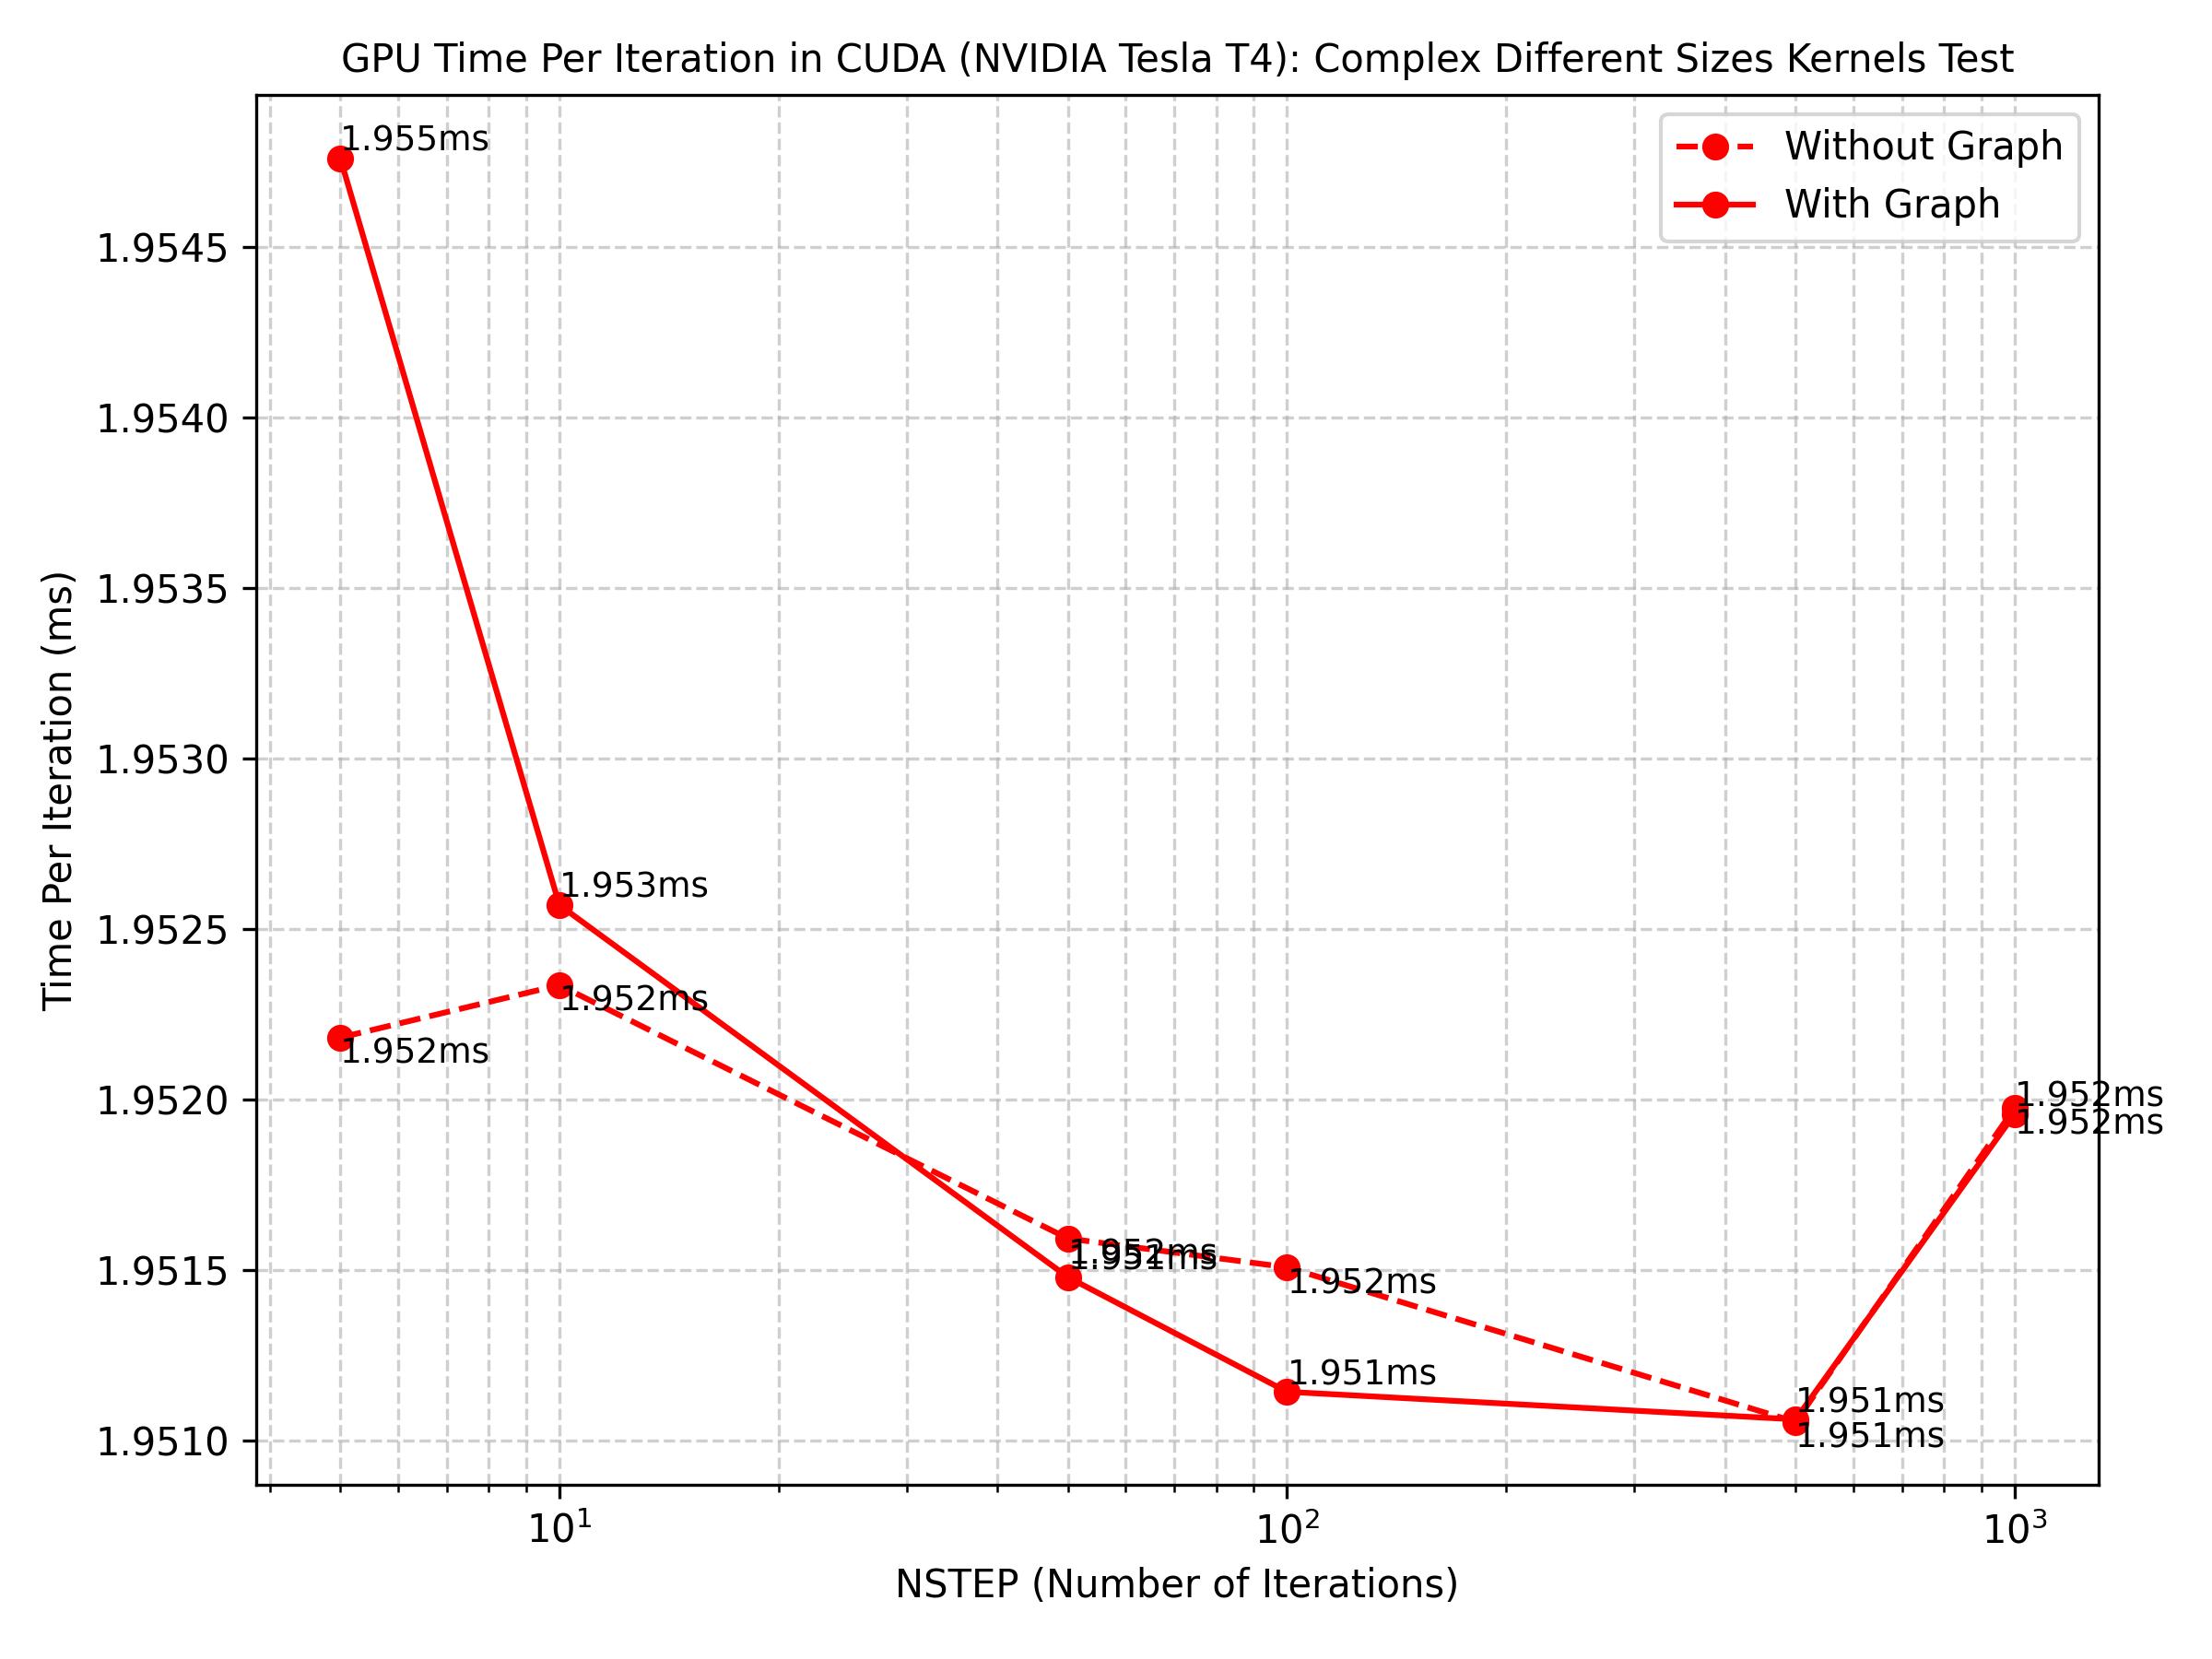 GPU Time Per Iteration in CUDA (NVIDIA Tesla T4): Complex Different Sizes Kernels Test
Without Graph
With Graph
Time Per Iteration (ms)
1.9545
1.9540
1.9535
1.9530
1.9525
1.9520
1.9515
1.9510
1.955ms
1.953ms
1.952ms
1.952ms
1.952ms
1.952ms
1.952ms
1.951ms
1.952ms
1.951ms
1.951ms
1.951ms
10¹
10²
10³
NSTEP (Number of Iterations)